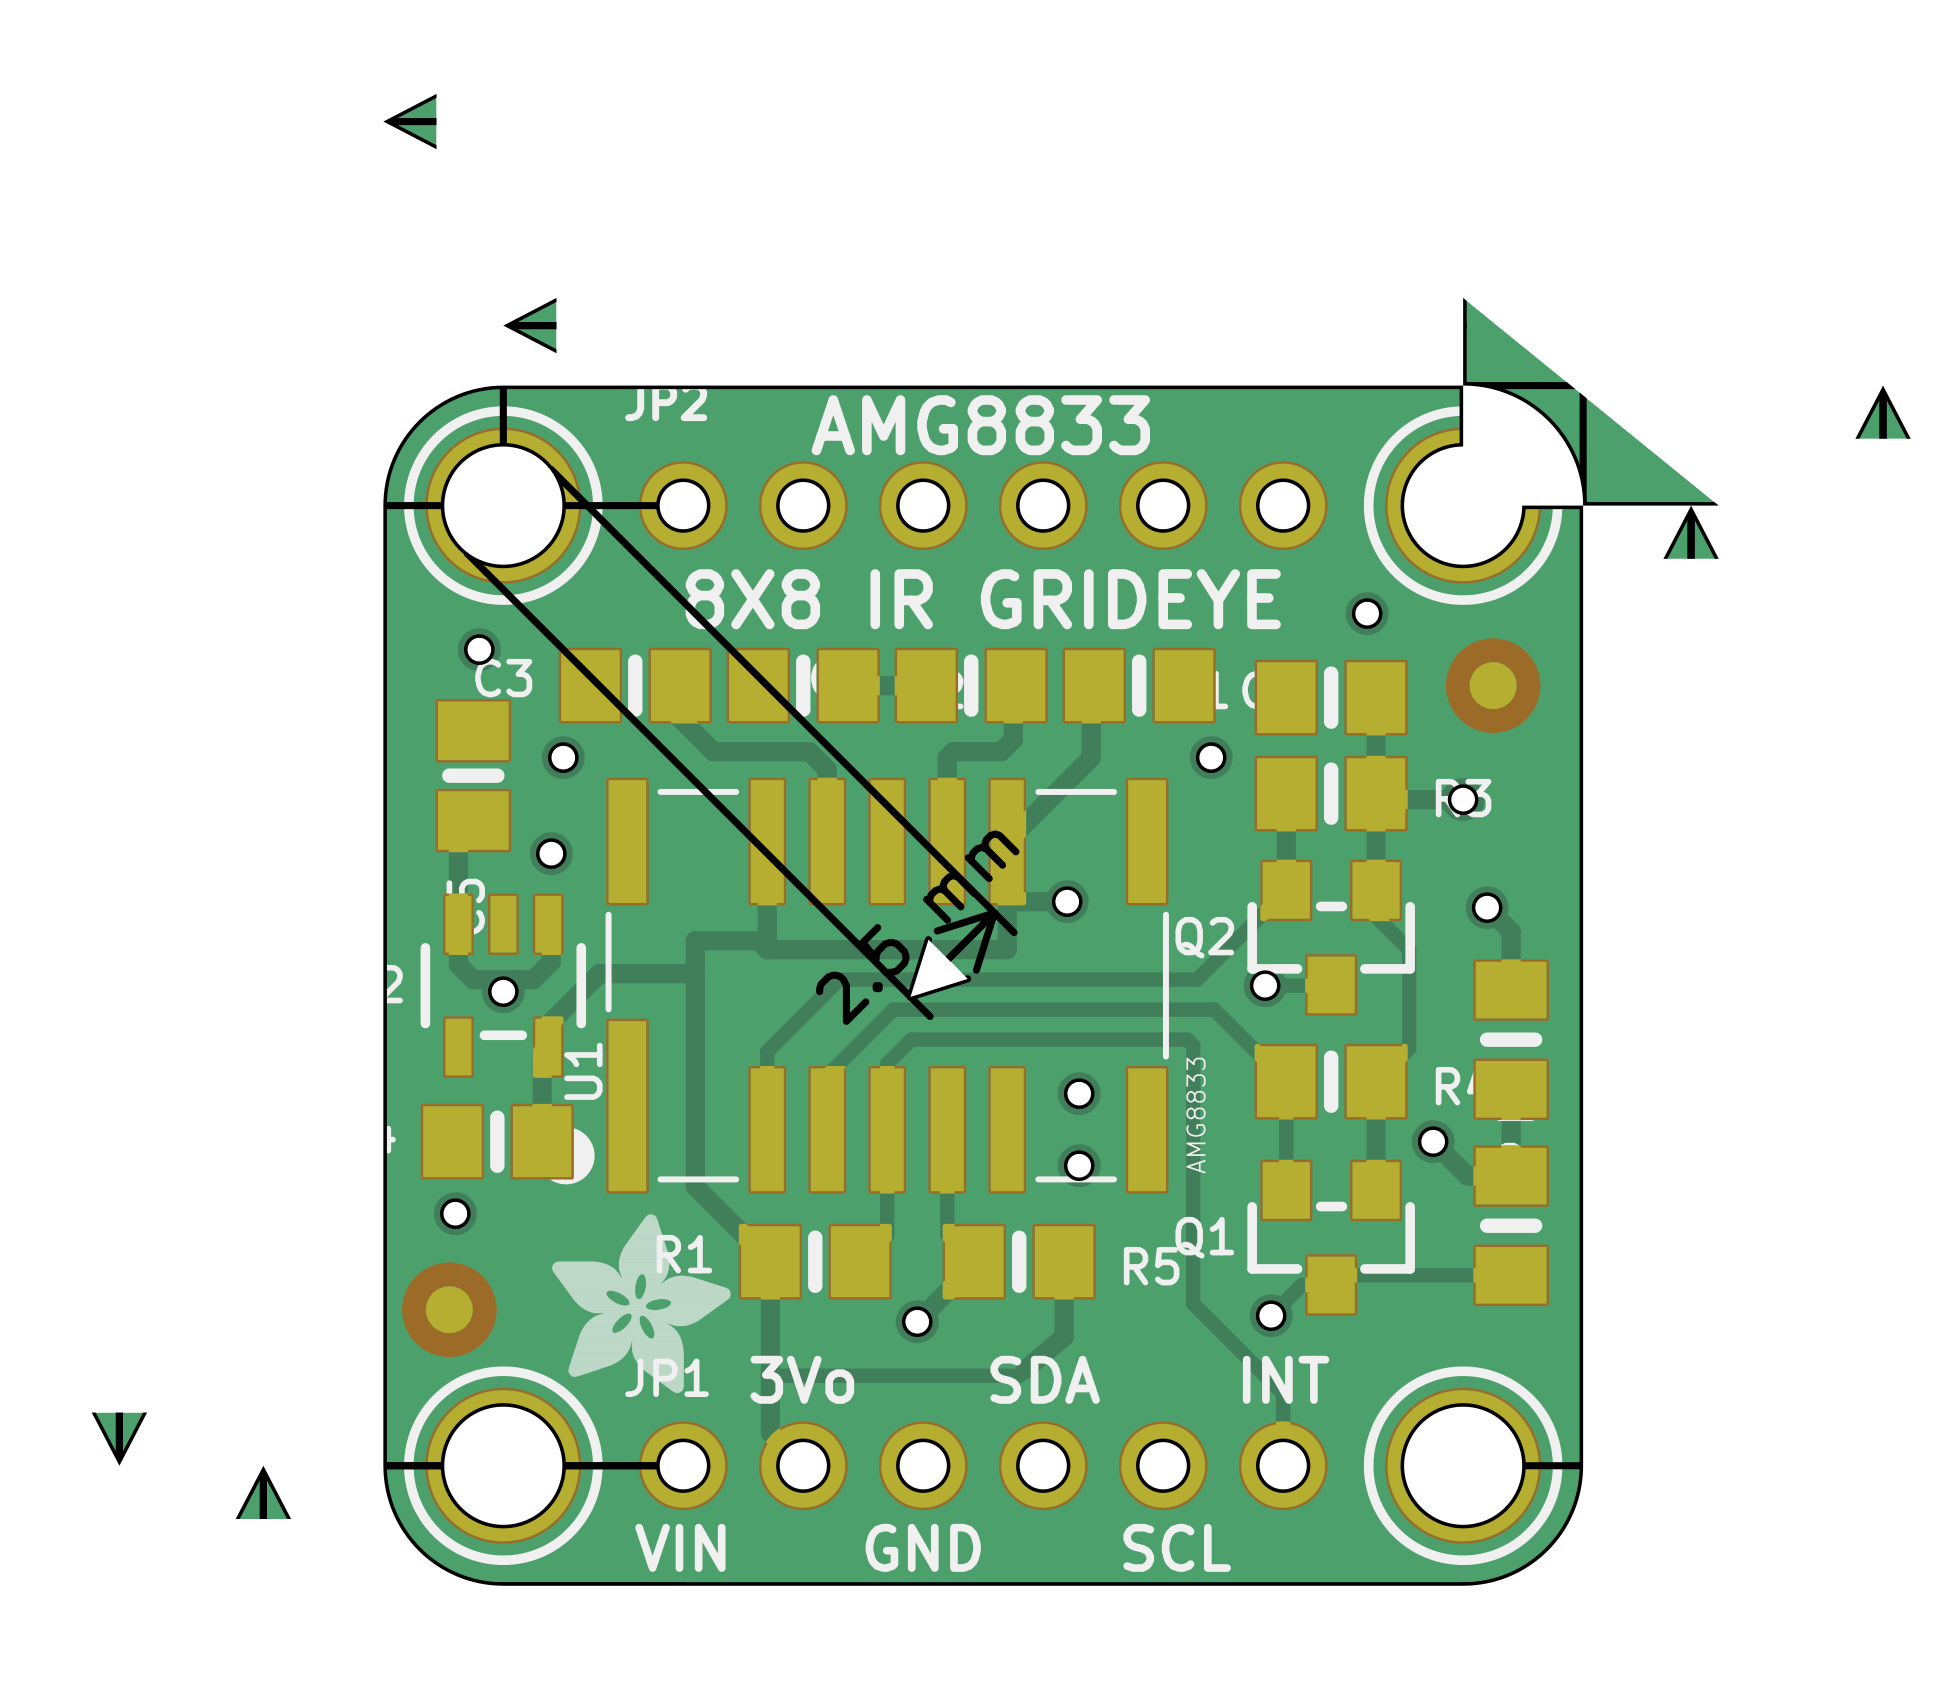 JP2
AMG8833
8X8 IR GRIDEYE
C3
R3
2.5 mm
Q2
U1
AMG8833
Q1
R1
R5
JP1
3Vo
SDA
INT
VIN
GND
SCL